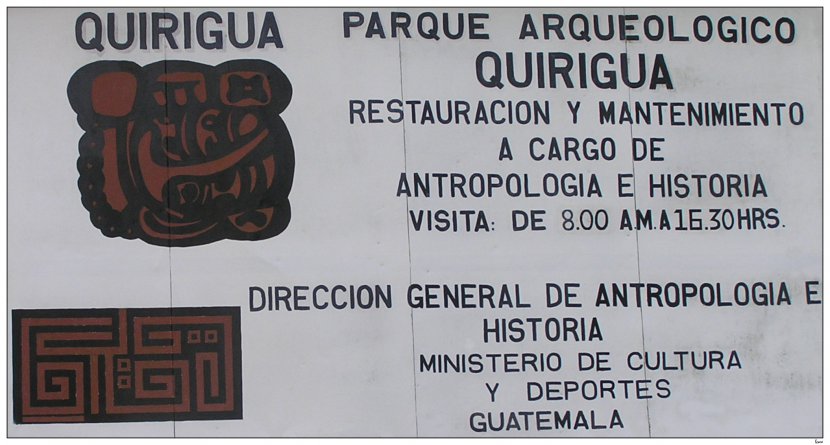 QUIRIGUA
PARQUE ARQUEOLOGICO
QUIRIGUA
RESTAURACION Y MANTENIMIENTO
A CARGO DE
ANTROPOLOGIA E HISTORIA
VISITA: DE 8.00 A.M. A 16.30 HRS.
DIRECCION GENERAL DE ANTROPOLOGIA E
HISTORIA
MINISTERIO DE CULTURA
Y DEPORTES
GUATEMALA